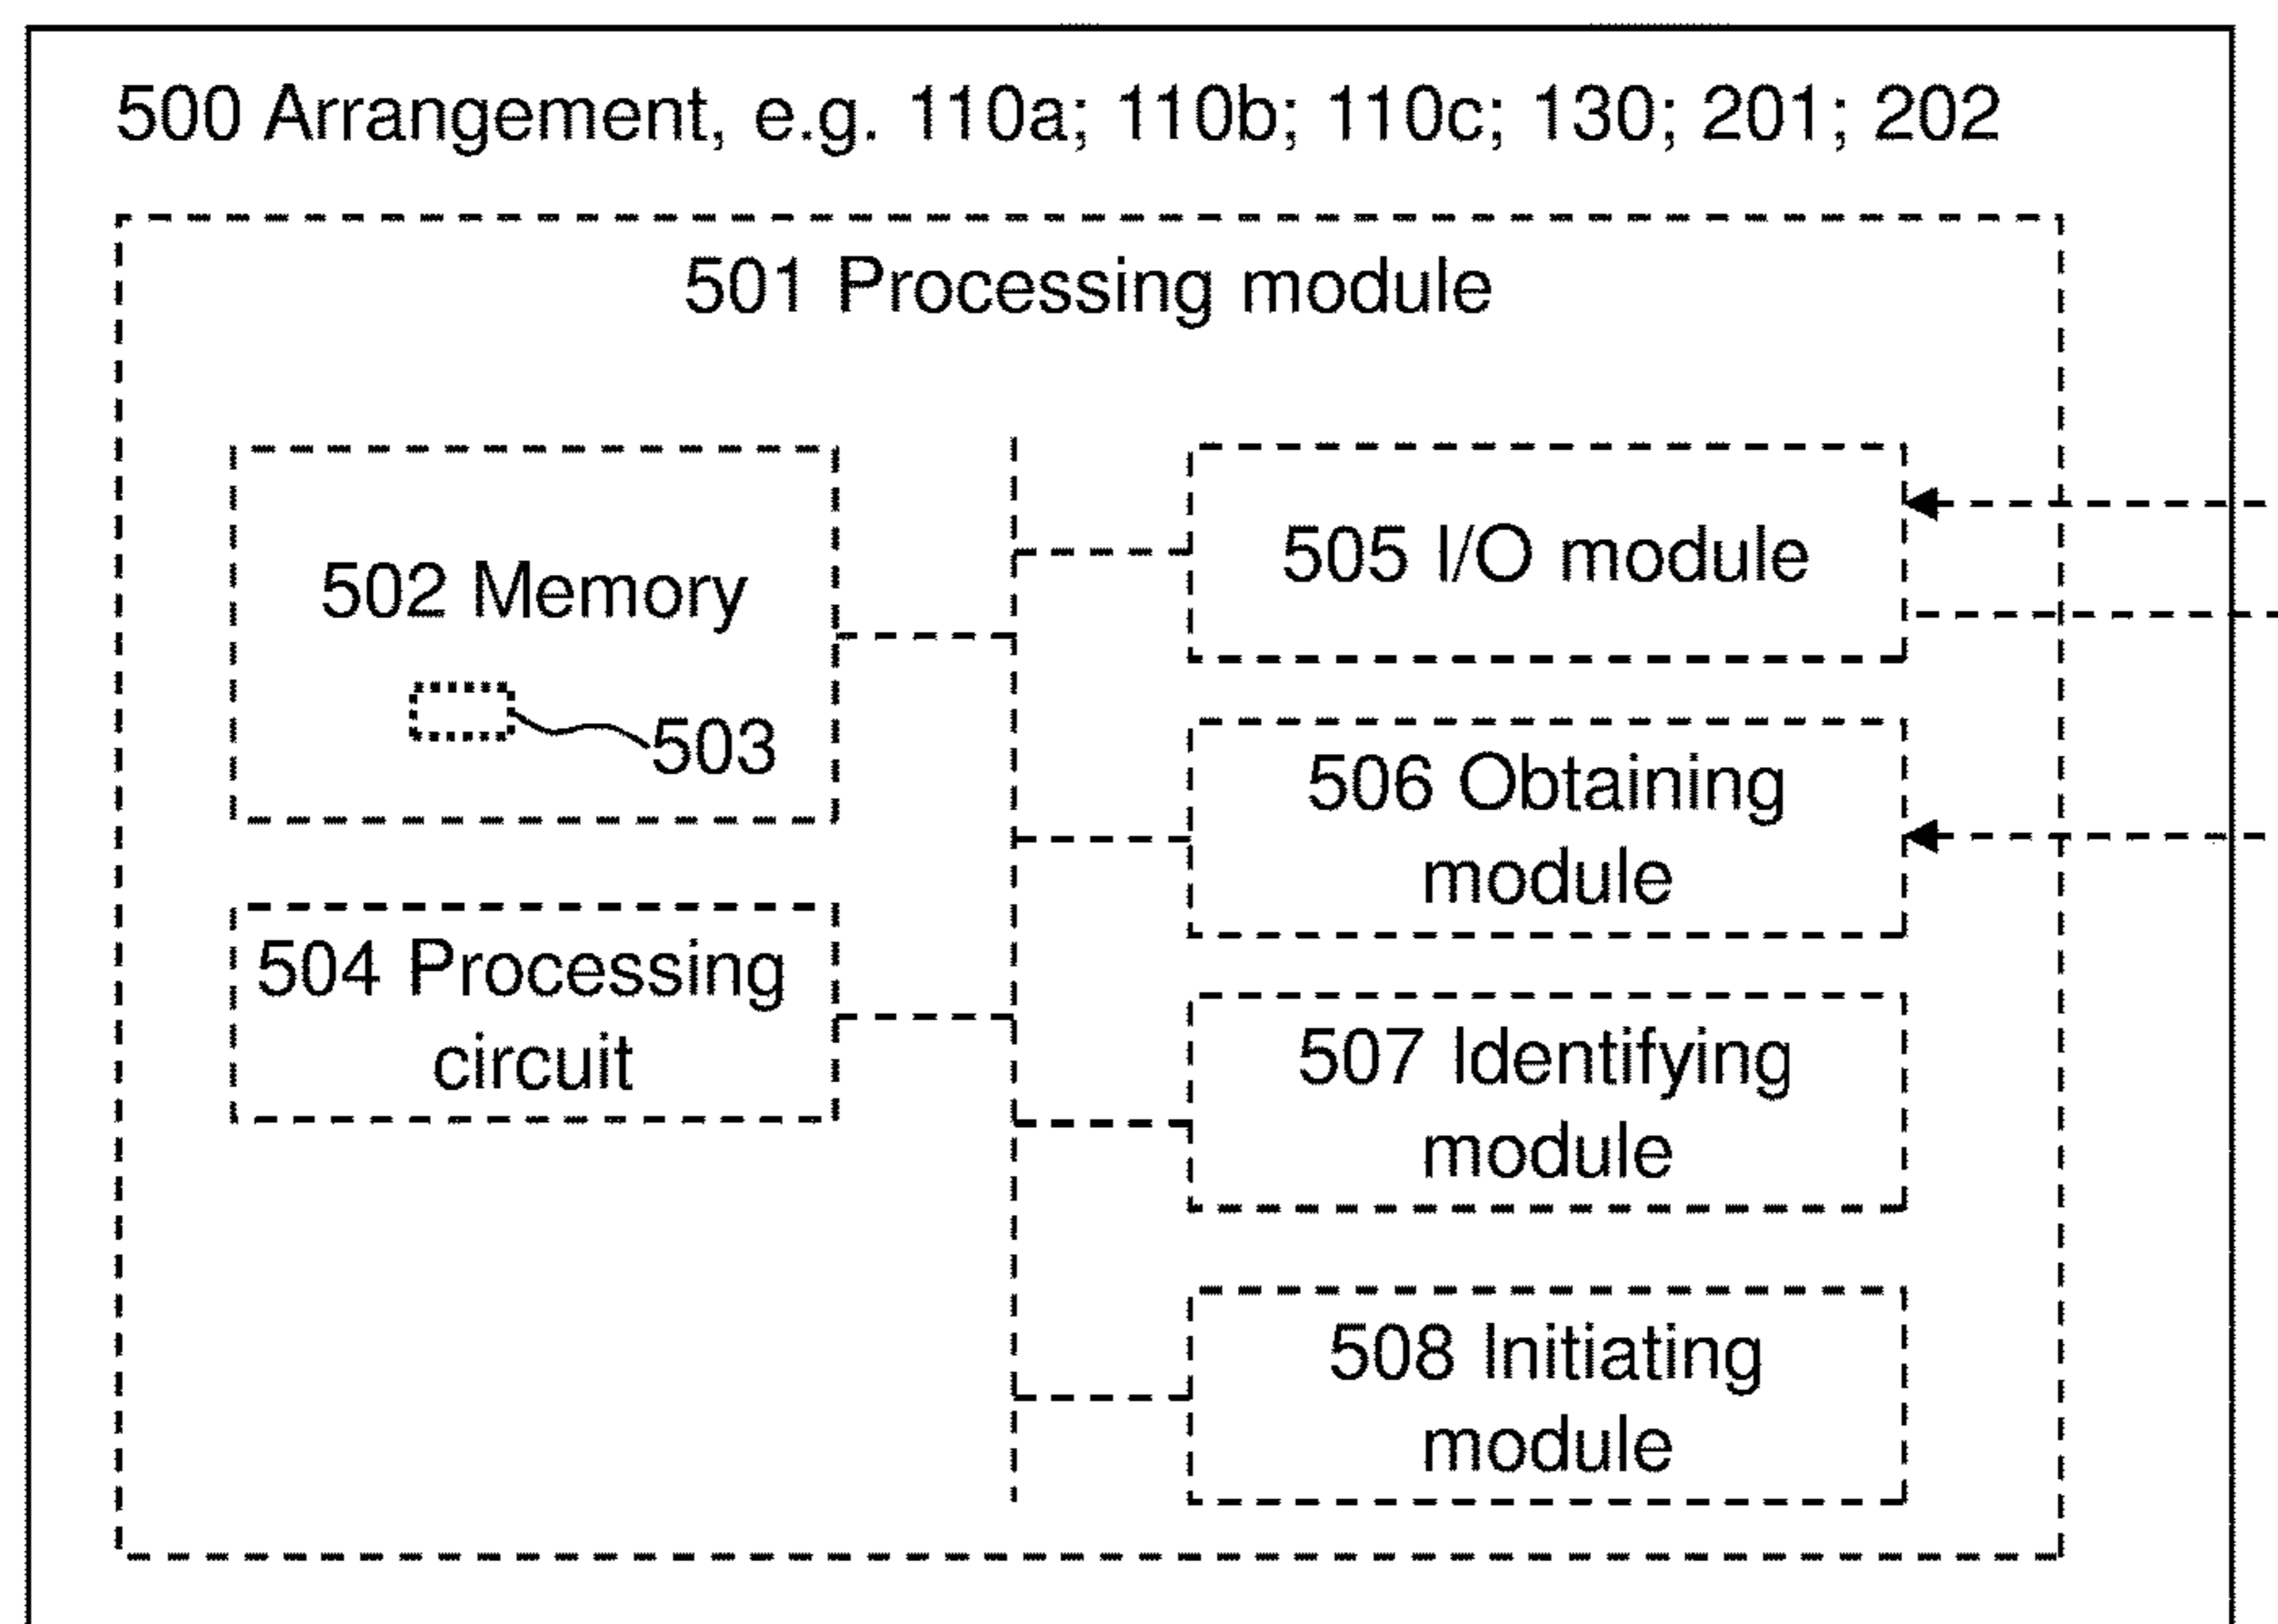 500 Arrangement, e.g. 110a; 110b; 110c; 130; 201; 202
501 Processing module
502 Memory
503
504 Processing
circuit
505 I/O module
506 Obtaining
module
507 Identifying
module
508 Initiating
module